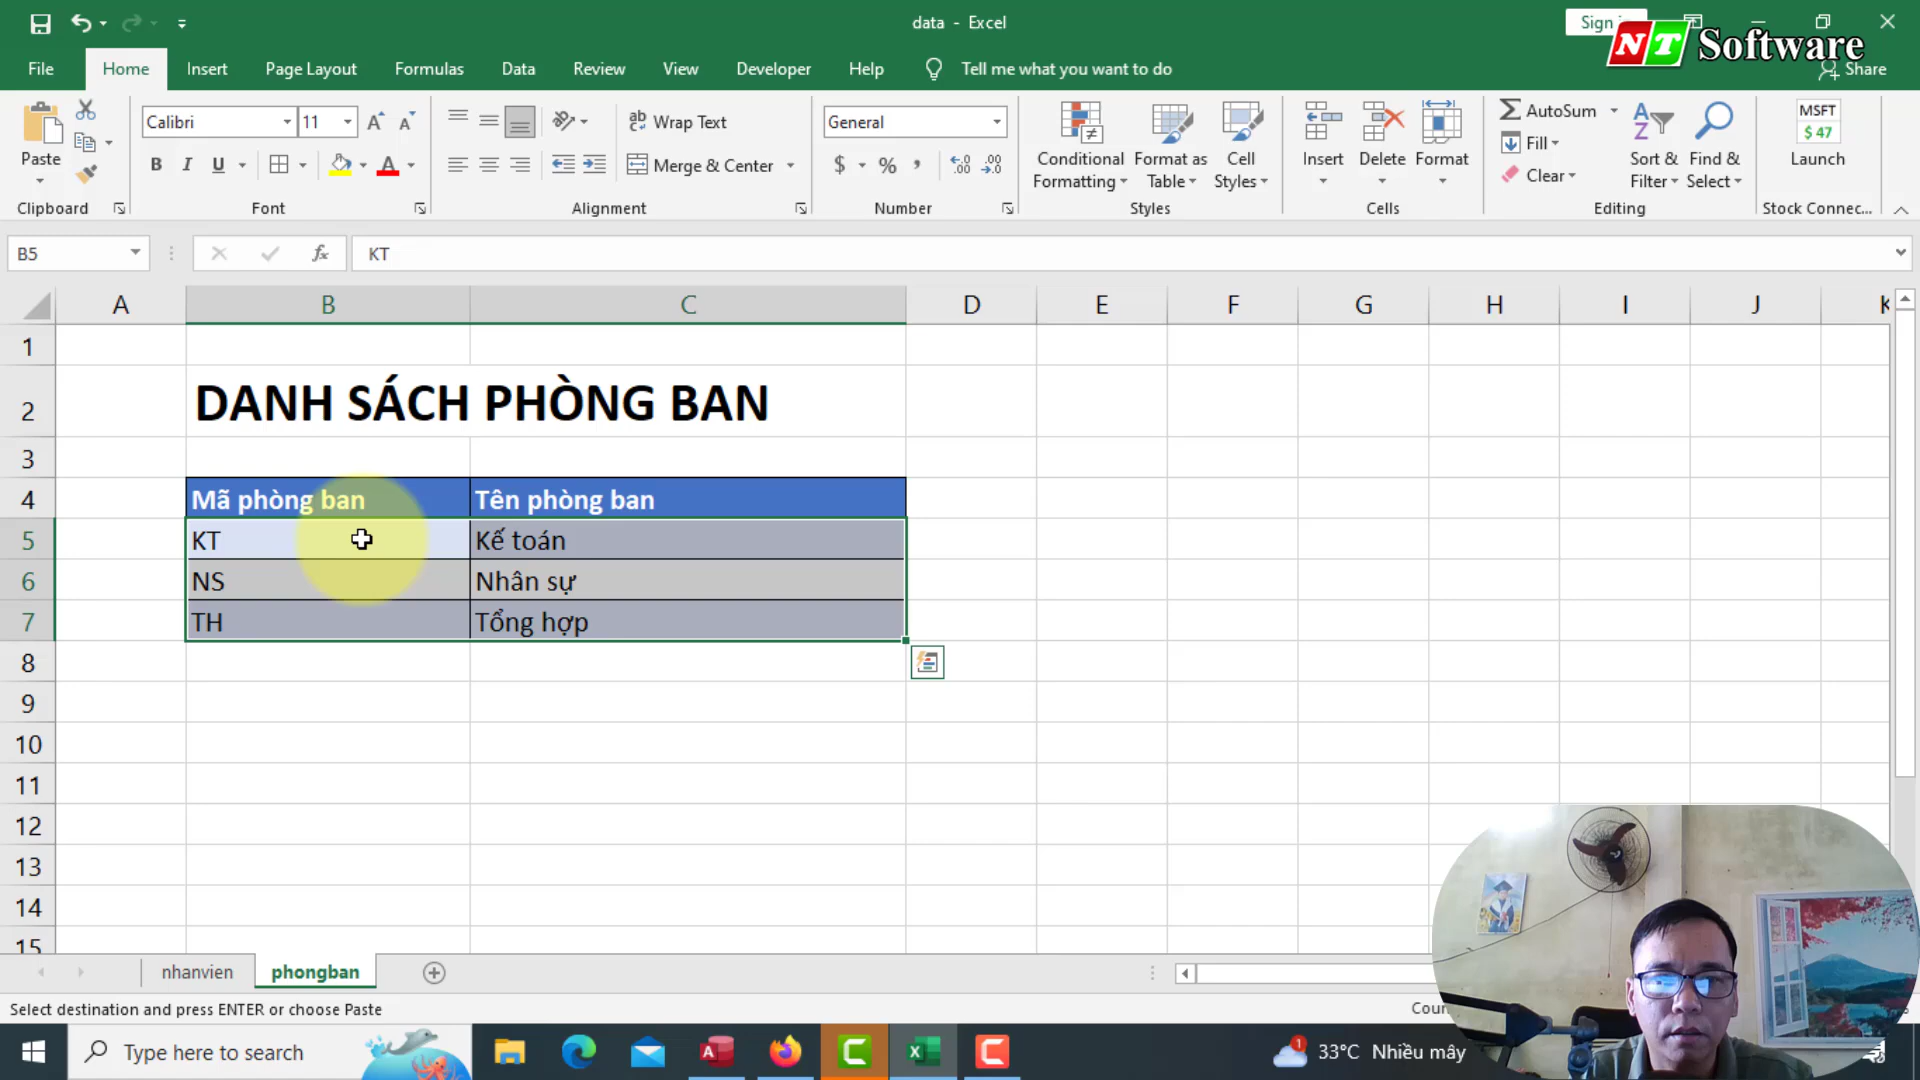 data - Excel
Sign
NT Software
File Home Insert Page Layout Formulas Data Review View Developer Help Tell me what you want to do Share
Paste
Calibri 11
B I U
Wrap Text
Merge & Center
General
$ % ,
Conditional Formatting
Format as Table
Cell Styles
Insert Delete Format
AutoSum
Fill
Clear
Sort & Filter
Find & Select
MSFT
$ 47
Launch
Clipboard Font Alignment Number Styles Cells Editing Stock Connec...
B5 fx KT
A B C D E F G H I J K
1
2 DANH SÁCH PHÒNG BAN
3
4 Mã phòng ban Tên phòng ban
5 KT Kế toán
6 NS Nhân sự
7 TH Tổng hợp
8
9
10
11
12
13
14
15
nhanvien phongban
Select destination and press ENTER or choose Paste
Type here to search
33°C Nhiều mây